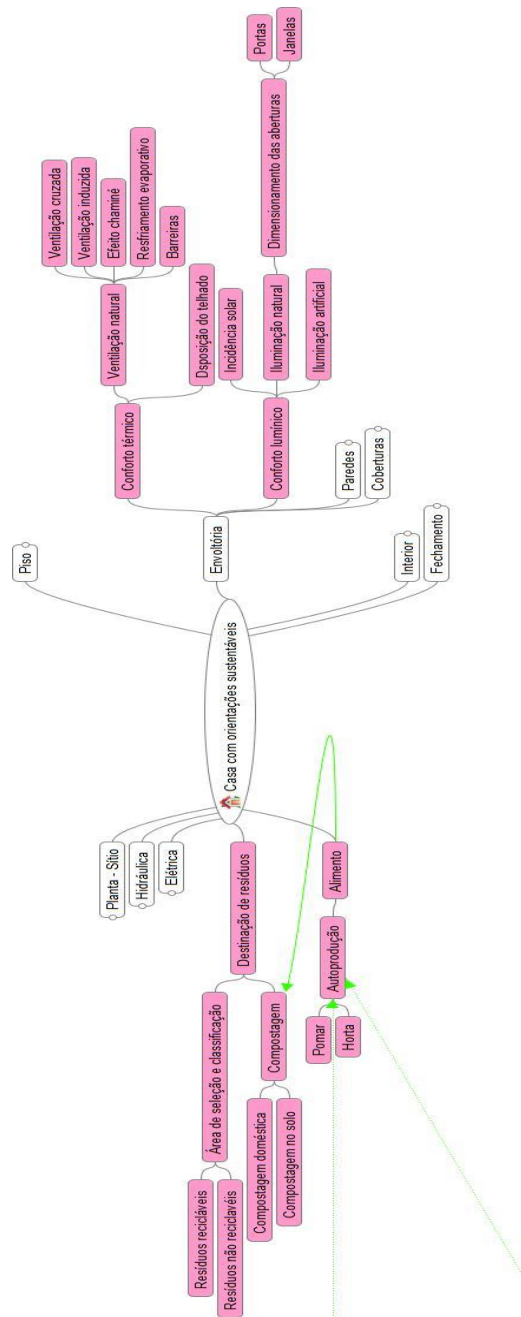 Casa com orientações sustentáveis
Piso
Envoltória
Conforto térmico
Ventilação natural
Ventilação cruzada
Ventilação induzida
Efeito chaminé
Resfriamento evaporativo
Barreiras
Dsposição do telhado
Conforto lumínico
Incidência solar
Iluminação natural
Dimensionamento das aberturas
Portas
Janelas
Iluminação artificial
Paredes
Coberturas
Interior
Fechamento
Planta - Sítio
Hidráulica
Elétrica
Destinação de resíduos
Área de seleção e classificação
Resíduos recicláveis
Resíduos não reciclavéis
Compostagem
Compostagem doméstica
Compostagem no solo
Alimento
Autoprodução
Pomar
Horta